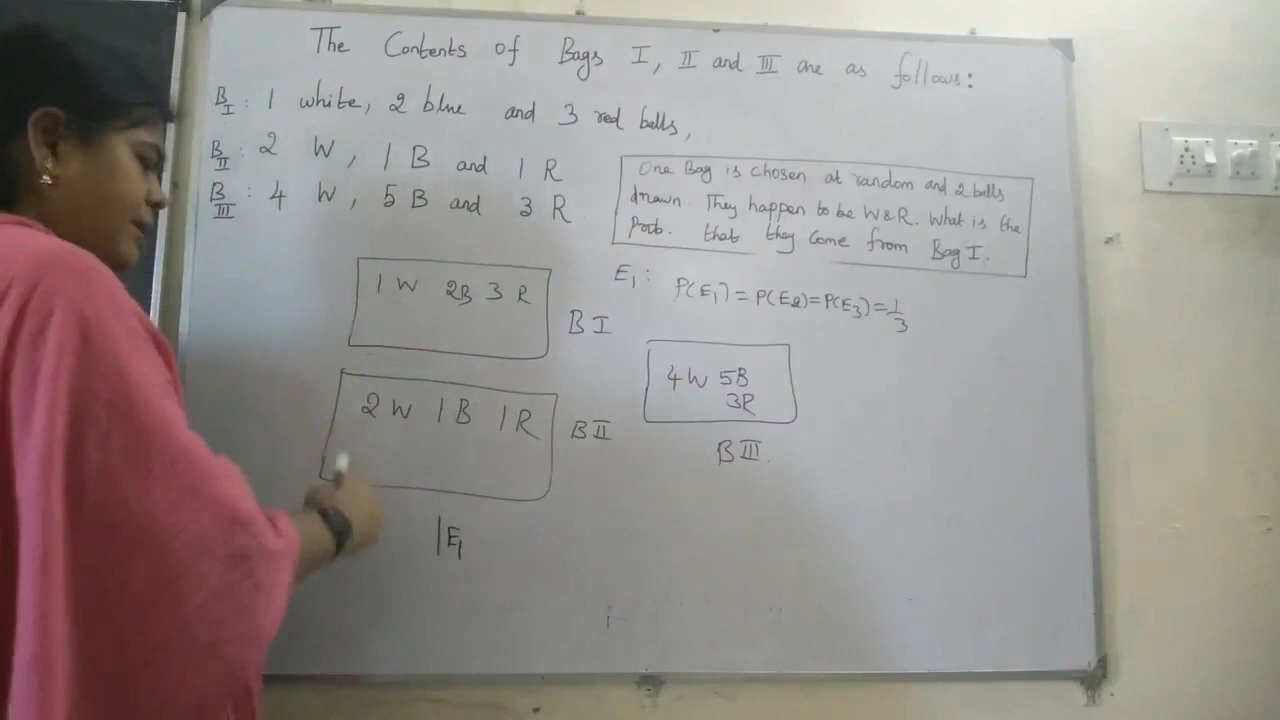 The Contents of Bags I, II and III are as follows:
B I : 1 white, 2 blue and 3 red balls,
B II : 2 W, 1 B and 1 R
B III : 4 W, 5 B and 3 R
One Bag is chosen at random and 2 balls
drawn. They happen to be W & R. What is the
Prob. that they come from Bag I.
E1 : P(E1) = P(E2) = P(E3) = 1/3
1 W 2B 3 R
B I
4 W 5B
3R
B III.
2 W 1 B 1 R
B II
|E1